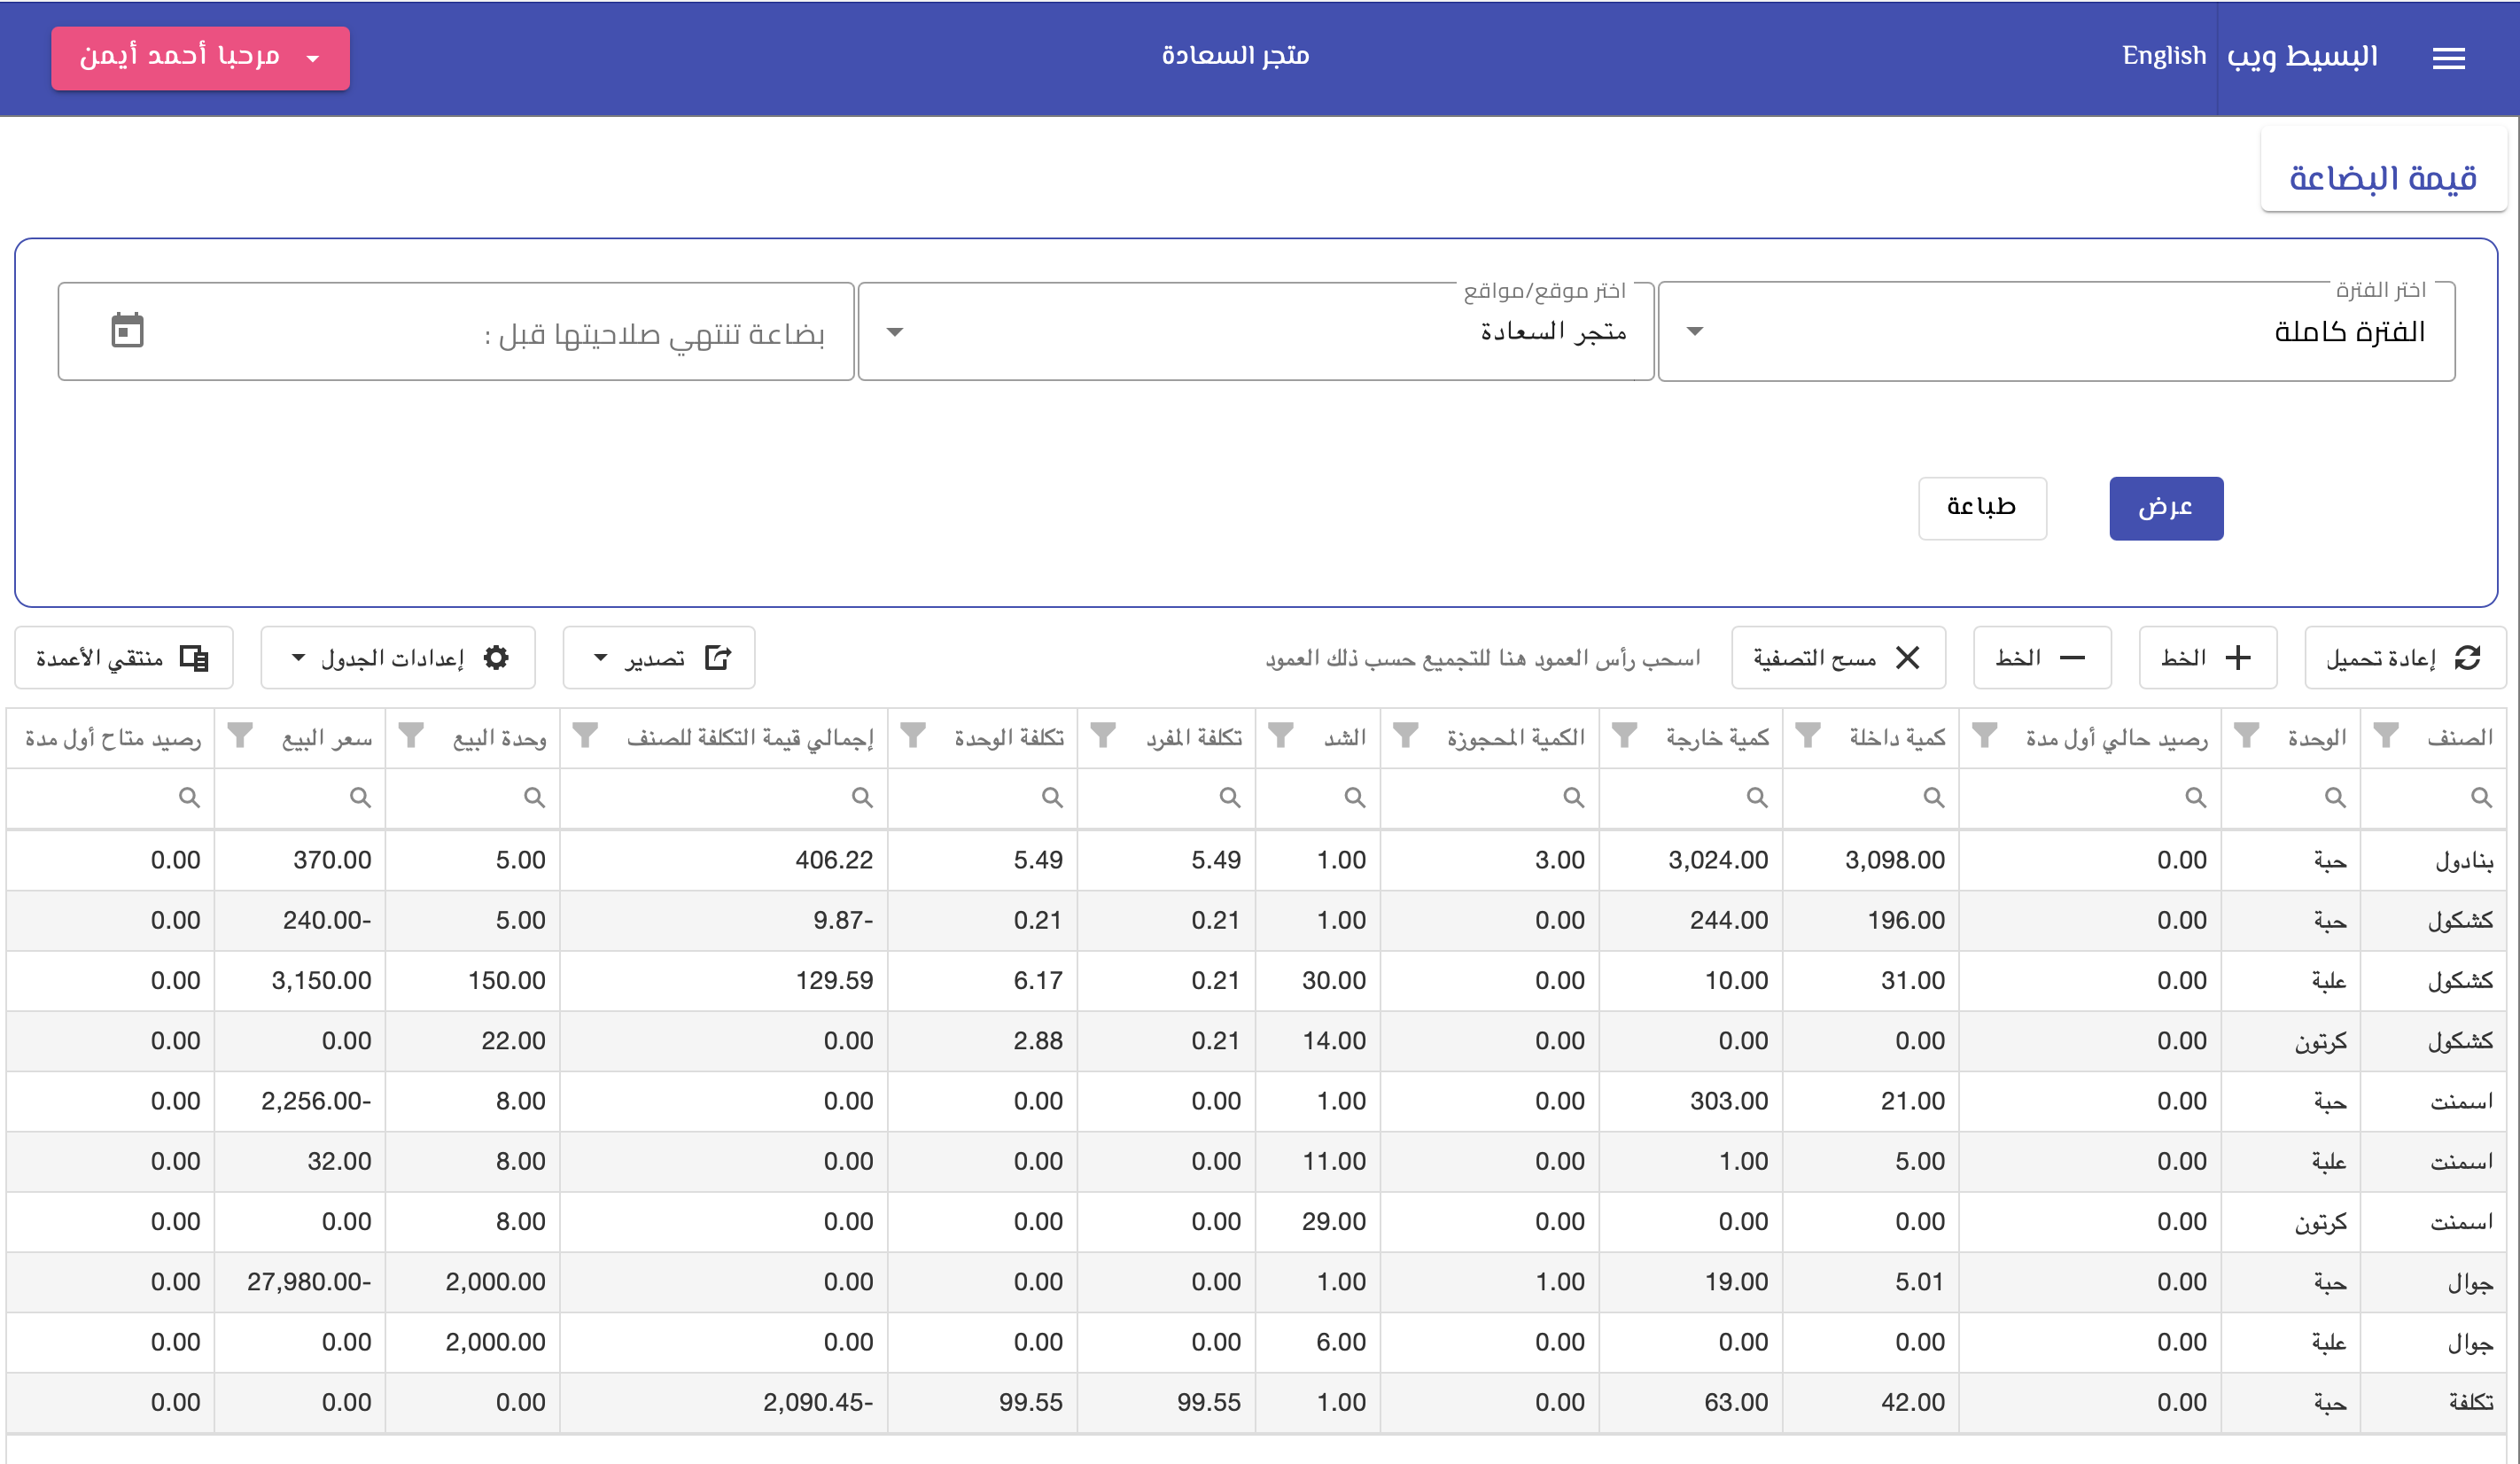 البسيط ويب English متجر السعادة مرحبا أحمد أيمن
قيمة البضاعة
اختر الفترة اختر موقع/مواقع
الفترة كاملة متجر السعادة بضاعة تنتهي صلاحيتها قبل :
عرض طباعة
إعادة تحميل الخط الخط مسح التصفية اسحب رأس العمود هنا للتجميع حسب ذلك العمود تصدير إعدادات الجدول منتقي الأعمدة
الصنف الوحدة رصيد حالي أول مدة كمية داخلة كمية خارجة الكمية المحجوزة الشد تكلفة المفرد تكلفة الوحدة إجمالي قيمة التكلفة للصنف وحدة البيع سعر البيع رصيد متاح أول مدة
بنادول حبة 0.00 3,098.00 3,024.00 3.00 1.00 5.49 5.49 406.22 5.00 370.00 0.00
كشكول حبة 0.00 196.00 244.00 0.00 1.00 0.21 0.21 9.87- 5.00 240.00- 0.00
كشكول علبة 0.00 31.00 10.00 0.00 30.00 0.21 6.17 129.59 150.00 3,150.00 0.00
كشكول كرتون 0.00 0.00 0.00 0.00 14.00 0.21 2.88 0.00 22.00 0.00 0.00
اسمنت حبة 0.00 21.00 303.00 0.00 1.00 0.00 0.00 0.00 8.00 2,256.00- 0.00
اسمنت علبة 0.00 5.00 1.00 0.00 11.00 0.00 0.00 0.00 8.00 32.00 0.00
اسمنت كرتون 0.00 0.00 0.00 0.00 29.00 0.00 0.00 0.00 8.00 0.00 0.00
جوال حبة 0.00 5.01 19.00 1.00 1.00 0.00 0.00 0.00 2,000.00 27,980.00- 0.00
جوال علبة 0.00 0.00 0.00 0.00 6.00 0.00 0.00 0.00 2,000.00 0.00 0.00
تكلفة حبة 0.00 42.00 63.00 0.00 1.00 99.55 99.55 2,090.45- 0.00 0.00 0.00